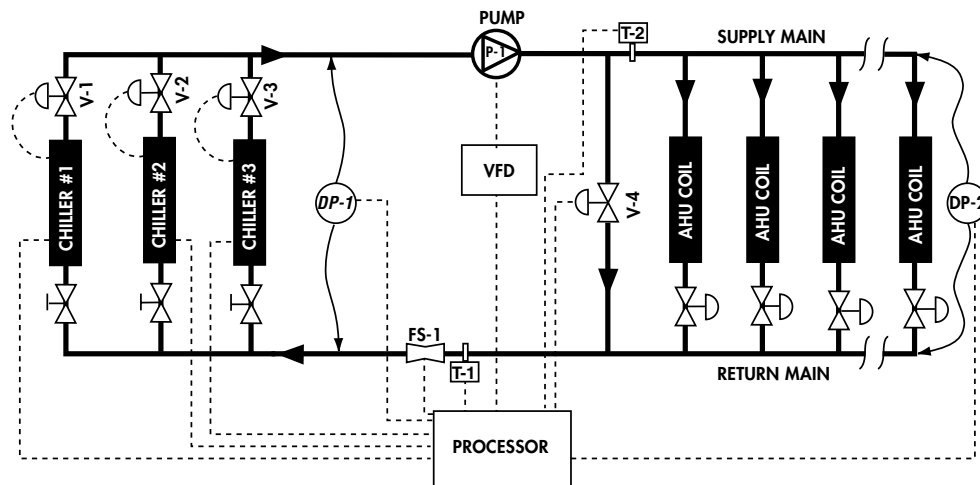 PUMP
P-1
T-2
SUPPLY MAIN
V-1
V-2
V-3
CHILLER #1
CHILLER #2
CHILLER #3
DP-1
VFD
V-4
AHU COIL
AHU COIL
AHU COIL
AHU COIL
DP-2
FS-1
T-1
RETURN MAIN
PROCESSOR